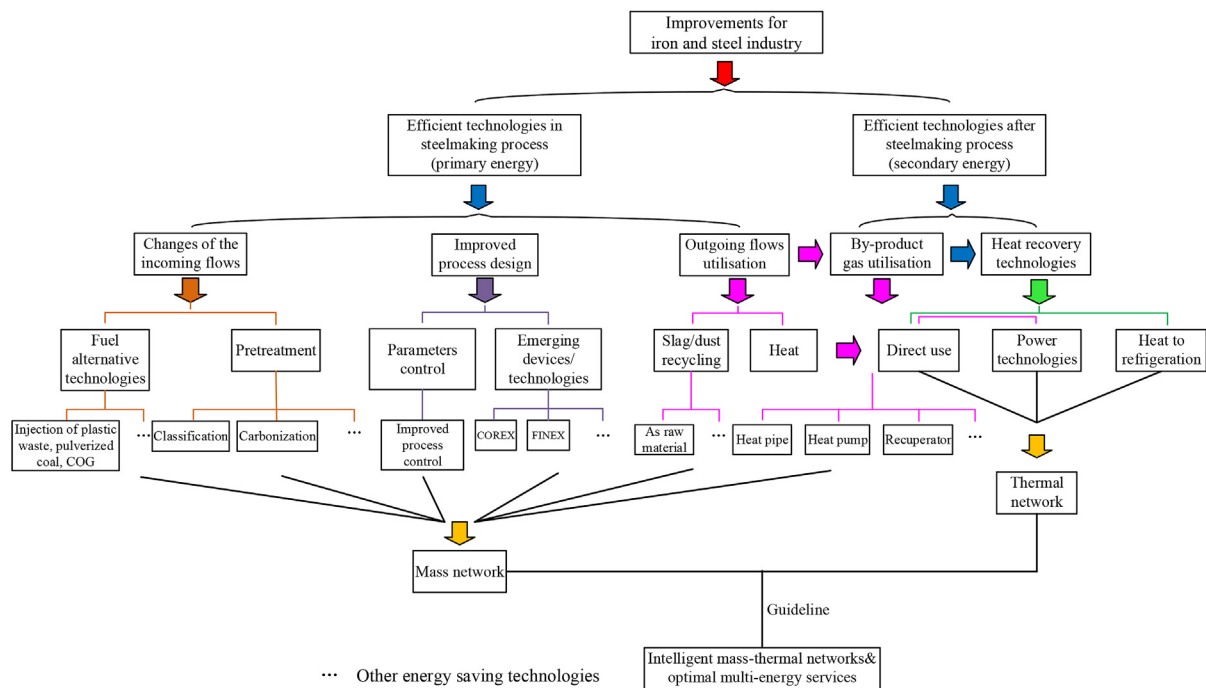 Improvements for
iron and steel industry
Efficient technologies in
steelmaking process
(primary energy)
Efficient technologies after
steelmaking process
(secondary energy)
Changes of the
incoming flows
Improved
process design
Outgoing flows
utilisation
By-product
gas utilisation
Heat recovery
technologies
Fuel
alternative
technologies
Pretreatment
Parameters
control
Emerging
devices/
technologies
Slag/dust
recycling
Heat
Direct use
Power
technologies
Heat to
refrigeration
Injection of plastic
waste, pulverized
coal, COG
...
Classification
Carbonization
...
Improved
process
control
COREX
FINEX
...
As raw
material
...
Heat pipe
Heat pump
Recuperator
...
Thermal
network
Mass network
Guideline
Intelligent mass-thermal networks&
optimal multi-energy services
... Other energy saving technologies